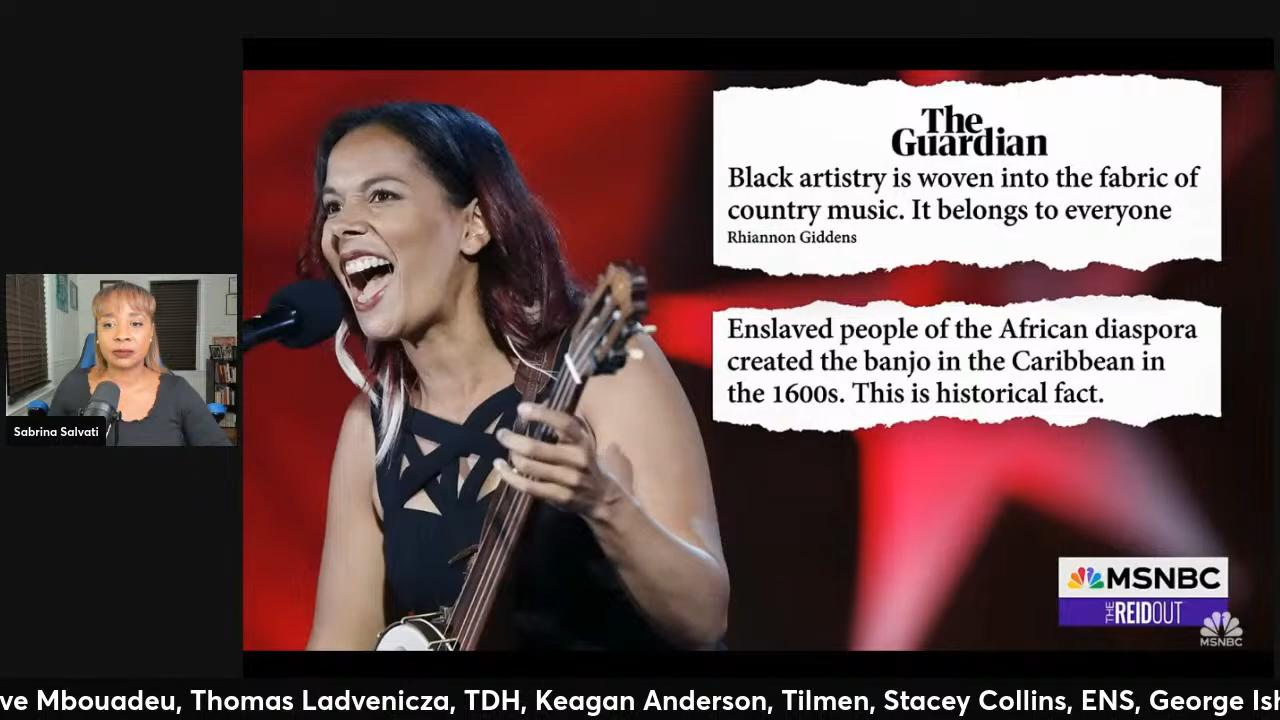 The
Guardian
Black artistry is woven into the fabric of
country music. It belongs to everyone
Rhiannon Giddens
Enslaved people of the African diaspora
created the banjo in the Caribbean in
the 1600s. This is historical fact.
Sabrina Salvati
MSNBC
THE REIDOUT
MSNBC
ve Mbouadeu, Thomas Ladvenicza, TDH, Keagan Anderson, Tilmen, Stacey Collins, ENS, George Ish